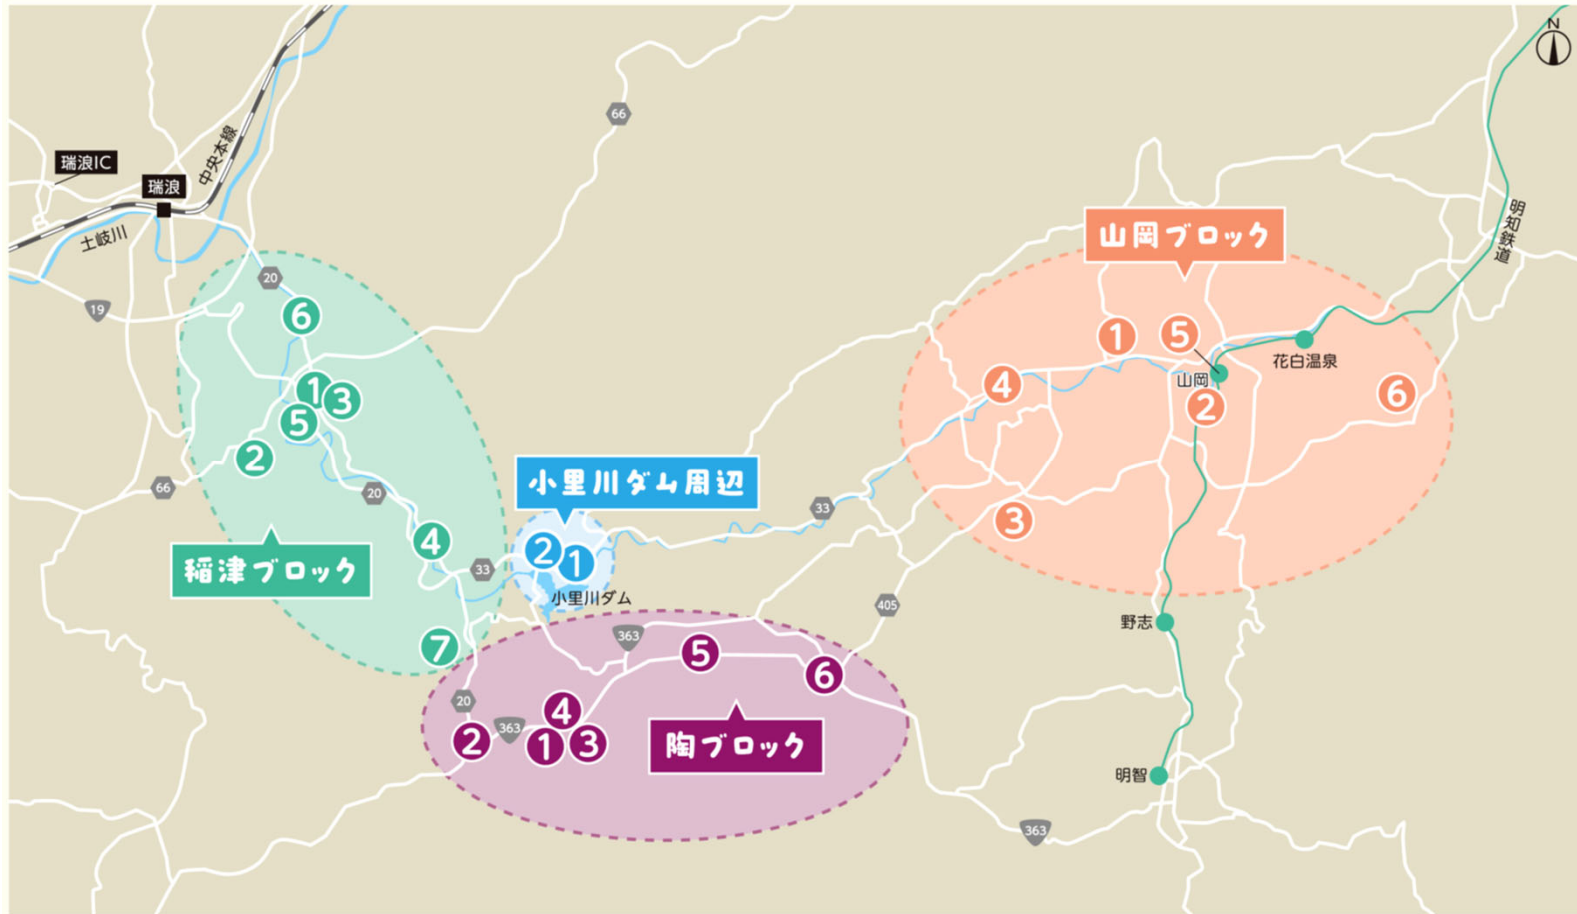 N
66
瑞浪IC
中央本線
瑞浪
明知鉄道
土岐川
山岡ブロック
20
19
6
1
5
花白温泉
山岡
4
6
1
3
2
5
2
小里川ダム周辺
66
20
33
3
4
2
1
稲津ブロック
33
小里川ダム
405
野志
363
7
5
6
20
4
363
2
1
3
陶ブロック
明智
363